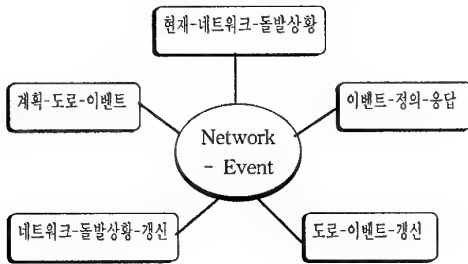 현재-네트워크-돌발상황
계획-도로-이벤트
이벤트-정의-응답
Network
- Event
네트워크-돌발상황-갱신
도로-이벤트-갱신